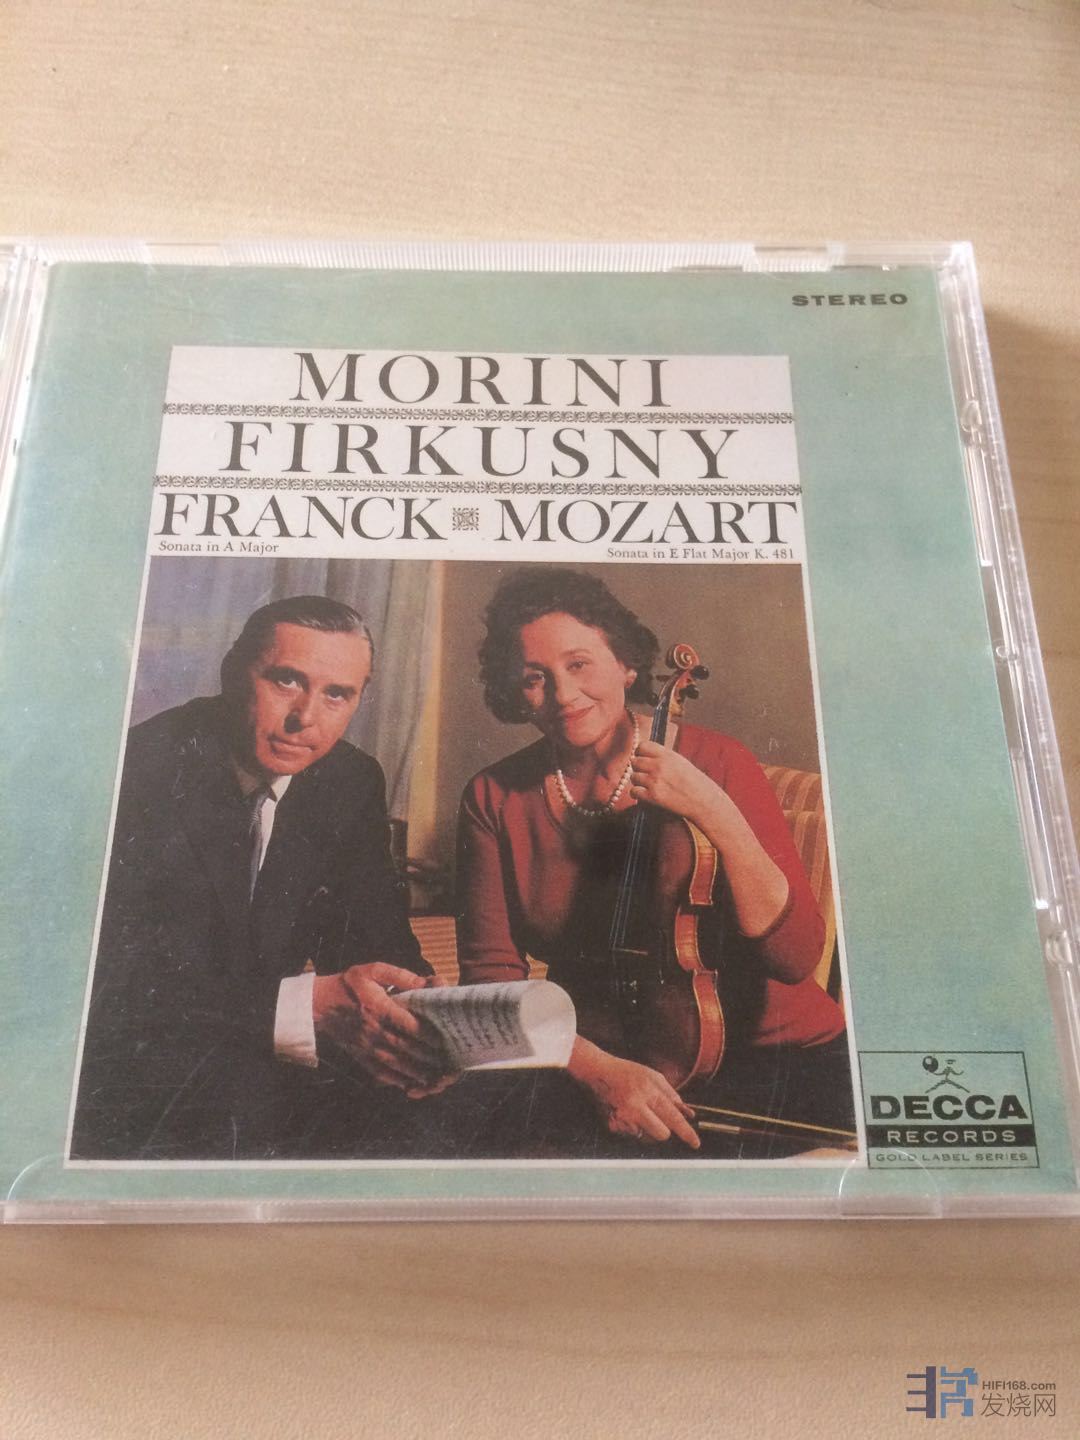 STEREO
MORINI
FIRKUSNY
FRANCK MOZART
Sonata in A Major
Sonata in E Flat Major K. 481
DECCA
RECORDS
GOLD LABEL SERIES
HIFI168.com
发烧网